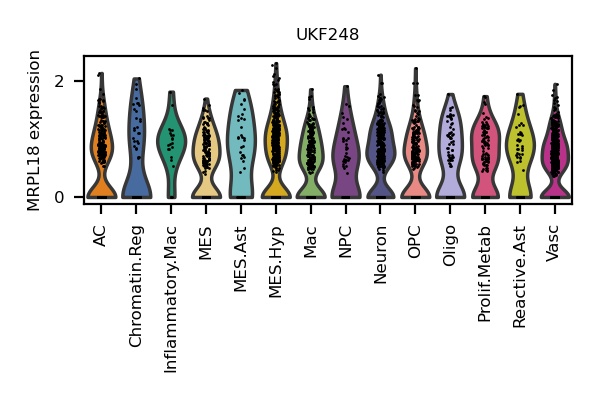 UKF248
MRPL18 expression
2
0
AC
Chromatin.Reg
Inflammatory.Mac
MES
MES.Ast
MES.Hyp
Mac
NPC
Neuron
OPC
Oligo
Prolif.Metab
Reactive.Ast
Vasc